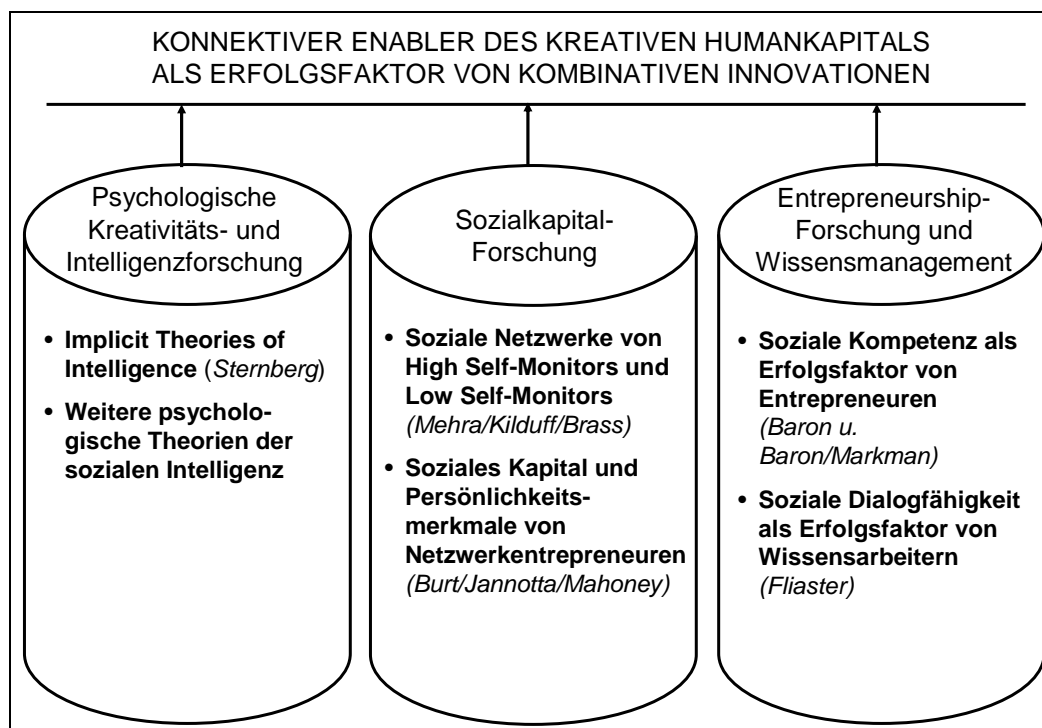 KONNEKTIVER ENABLER DES KREATIVEN HUMANKAPITALS
ALS ERFOLGSFAKTOR VON KOMBINATIVEN INNOVATIONEN
Psychologische
Kreativitäts- und
Intelligenzforschung
• Implicit Theories of
Intelligence (Sternberg)
• Weitere psycholo-
gische Theorien der
sozialen Intelligenz
Sozialkapital-
Forschung
• Soziale Netzwerke von
High Self-Monitors und
Low Self-Monitors
(Mehra/Kilduff/Brass)
• Soziales Kapital und
Persönlichkeits-
merkmale von
Netzwerkentrepreneuren
(Burt/Jannotta/Mahoney)
Entrepreneurship-
Forschung und
Wissensmanagement
• Soziale Kompetenz als
Erfolgsfaktor von
Entrepreneuren
(Baron u.
Baron/Markman)
• Soziale Dialogfähigkeit
als Erfolgsfaktor von
Wissensarbeitern
(Fliaster)